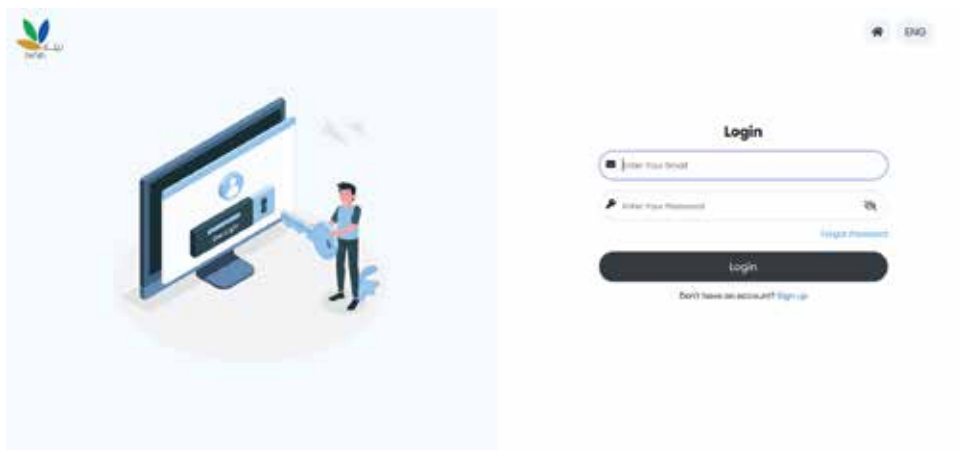 ENG
Login
Enter Your Email
Enter Your Password
Forgot Password
Login
Don't have an account? Sign up